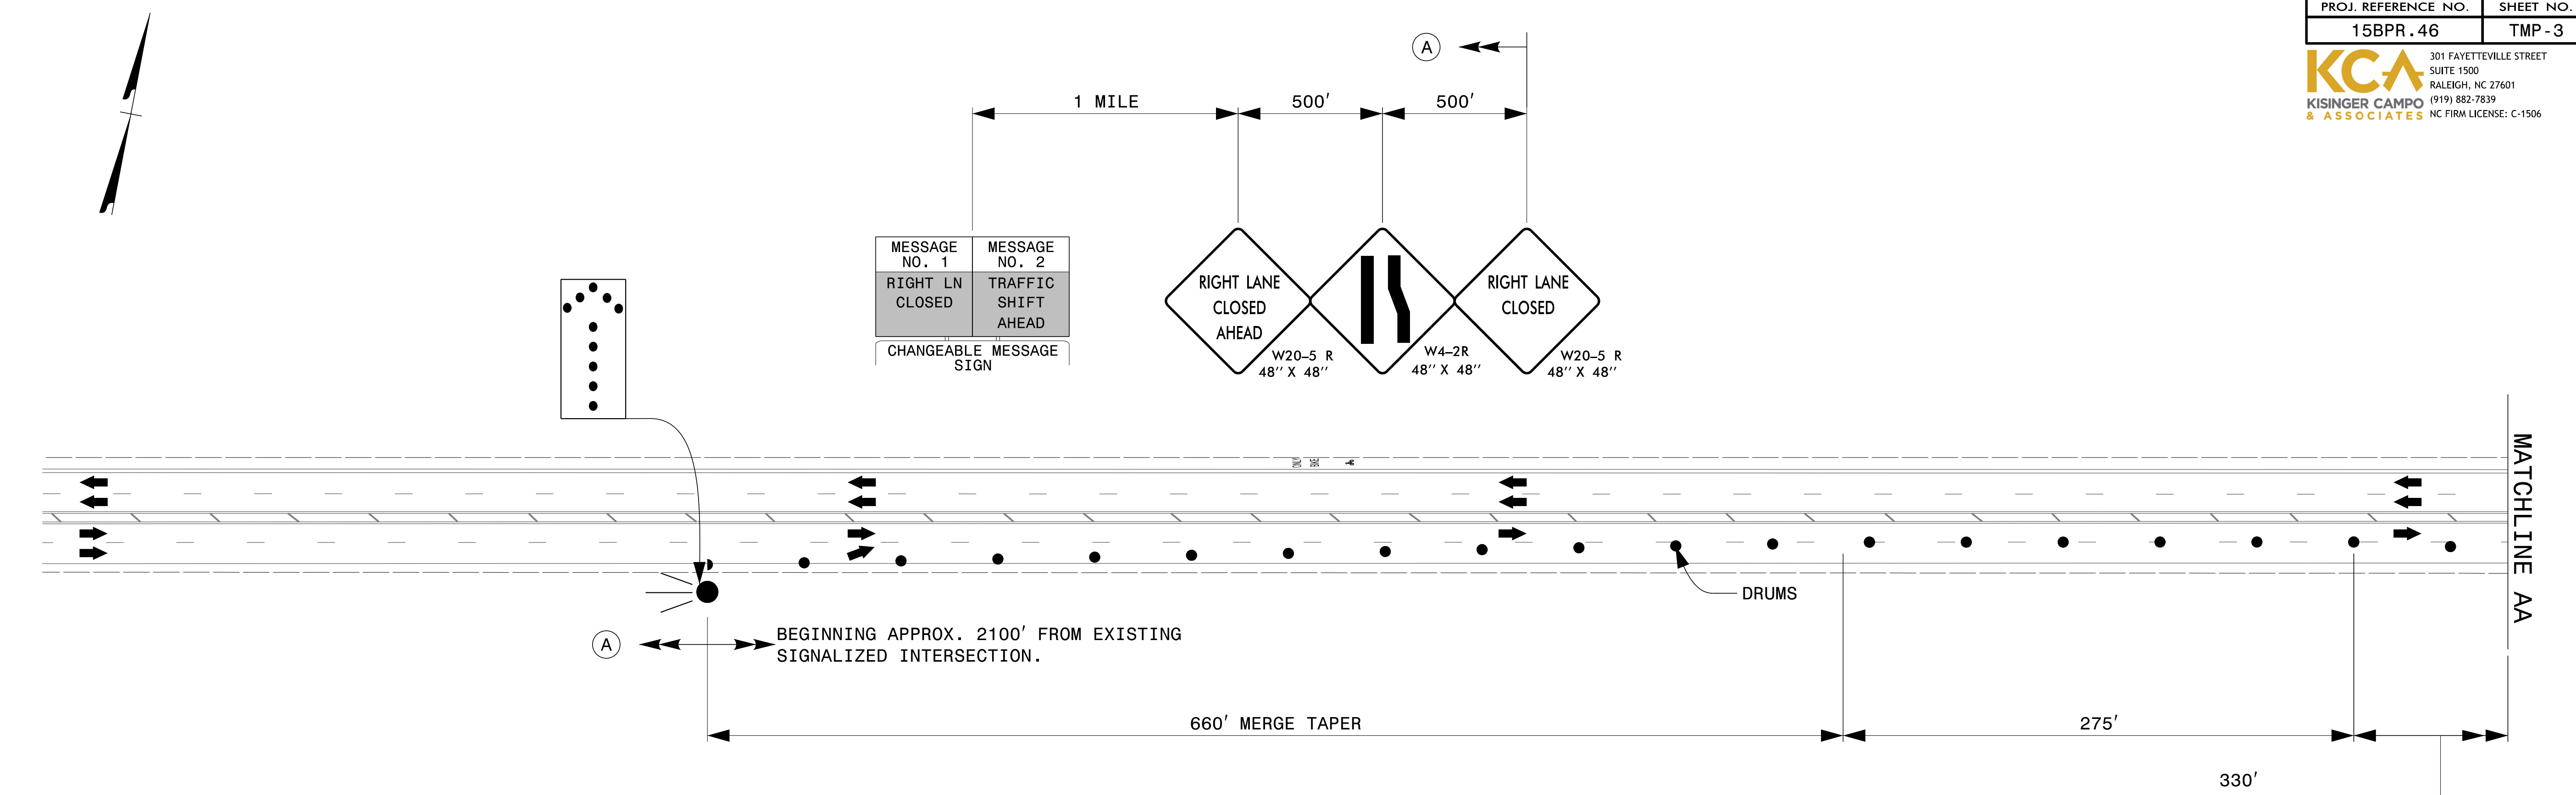 PROJ. REFERENCE NO. SHEET NO.
15BPR.46 TMP-3
KCA
KISINGER CAMPO
& ASSOCIATES
301 FAYETTEVILLE STREET
SUITE 1500
RALEIGH, NC 27601
(919) 882-7839
NC FIRM LICENSE: C-1506
A
1 MILE 500' 500'
MESSAGE NO. 1
MESSAGE NO. 2
RIGHT LN
CLOSED
TRAFFIC
SHIFT
AHEAD
CHANGEABLE MESSAGE
SIGN
RIGHT LANE
CLOSED
AHEAD
W20-5 R
48'' X 48''
W4-2R
48'' X 48''
RIGHT LANE
CLOSED
W20-5 R
48'' X 48''
ONLY
BIKE
MATCHLINE AA
DRUMS
A
BEGINNING APPROX. 2100' FROM EXISTING
SIGNALIZED INTERSECTION.
660' MERGE TAPER
275'
330'